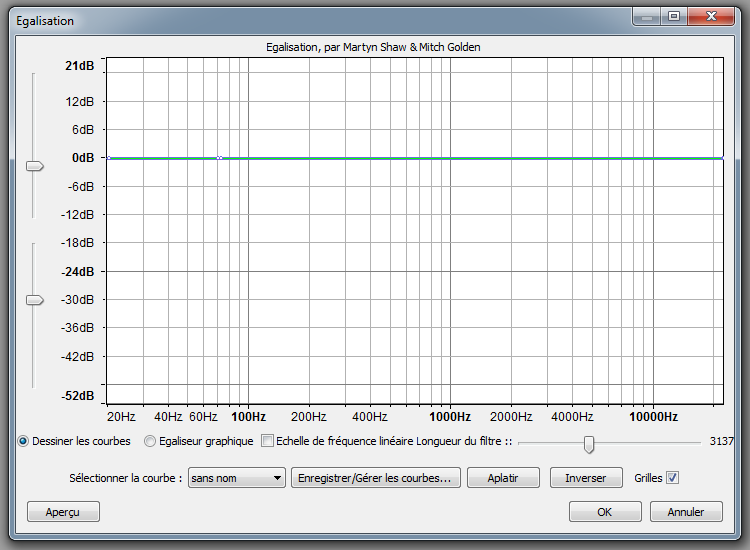 Egalisation
Egalisation, par Martyn Shaw & Mitch Golden
21dB
12dB
6dB
0dB
-6dB
-12dB
-18dB
-24dB
-30dB
-36dB
-42dB
-52dB
20Hz 40Hz 60Hz 100Hz 200Hz 400Hz 1000Hz 2000Hz 4000Hz 10000Hz
Dessiner les courbes Egaliseur graphique Echelle de fréquence linéaire Longueur du filtre :: 3137
Sélectionner la courbe : sans nom Enregistrer/Gérer les courbes... Aplatir Inverser Grilles
Aperçu OK Annuler